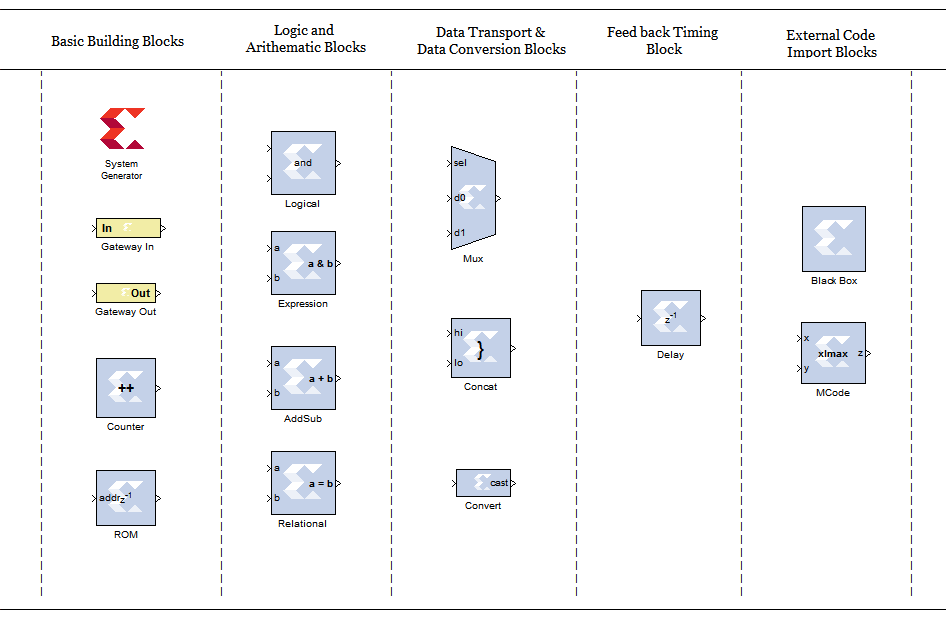 Basic Building Blocks
Logic and
Arithematic Blocks
Data Transport &
Data Conversion Blocks
Feed back Timing
Block
External Code
Import Blocks
System
Generator
In
Gateway In
Out
Gateway Out
++
Counter
addr z-1
ROM
and
Logical
a
a & b
b
Expression
a
a + b
b
AddSub
a
a = b
b
Relational
sel
d0
d1
Mux
hi
}
lo
Concat
cast
Convert
z-1
Delay
Black Box
x
xlmax z
y
MCode